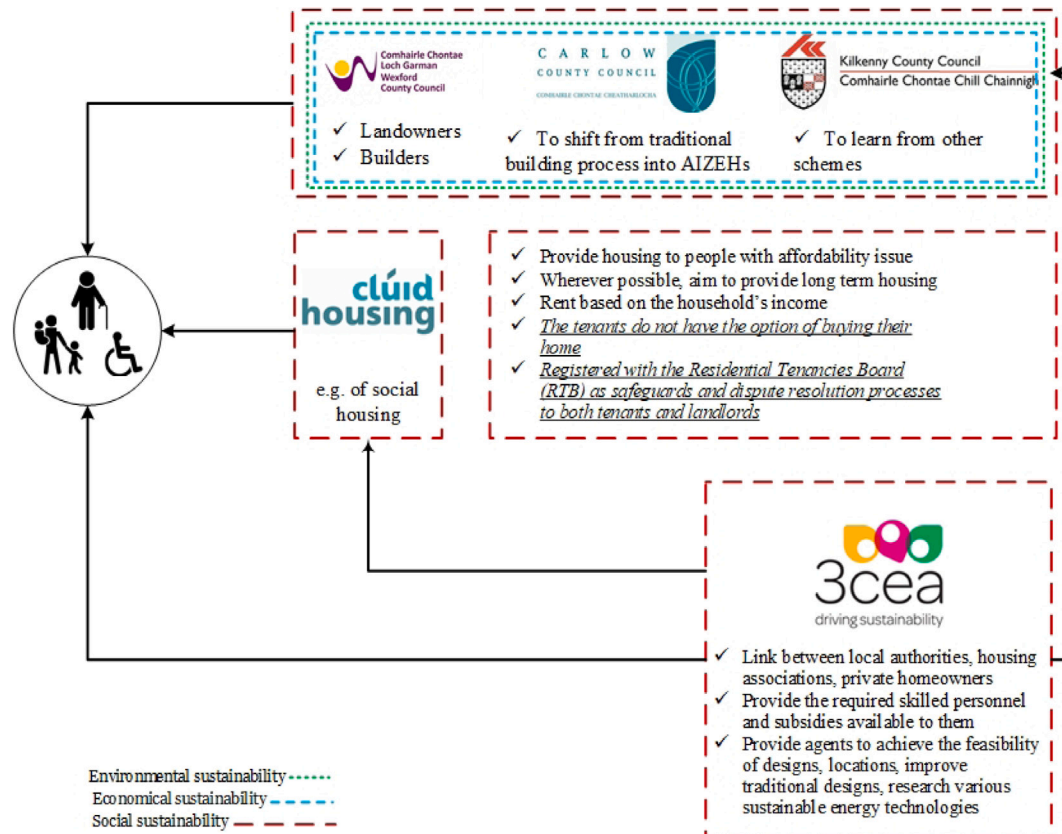 Comhairle Chontae
Loch Garman
Wexford
County Council
CARLOW
COUNTY COUNCIL
COMHAIRLE CHONTAE CHEATHARLOCHA
Kilkenny County Council
Comhairle Chontae Chill Chainnigh
✓ Landowners
✓ Builders
✓ To shift from traditional
building process into AIZEHs
✓ To learn from other
schemes
clúid
housing
e.g. of social
housing
✓ Provide housing to people with affordability issue
✓ Wherever possible, aim to provide long term housing
✓ Rent based on the household's income
✓ The tenants do not have the option of buying their
home
✓ Registered with the Residential Tenancies Board
(RTB) as safeguards and dispute resolution processes
to both tenants and landlords
3cea
driving sustainability
✓ Link between local authorities, housing
associations, private homeowners
✓ Provide the required skilled personnel
and subsidies available to them
✓ Provide agents to achieve the feasibility
of designs, locations, improve
traditional designs, research various
sustainable energy technologies
Environmental sustainability
Economical sustainability
Social sustainability